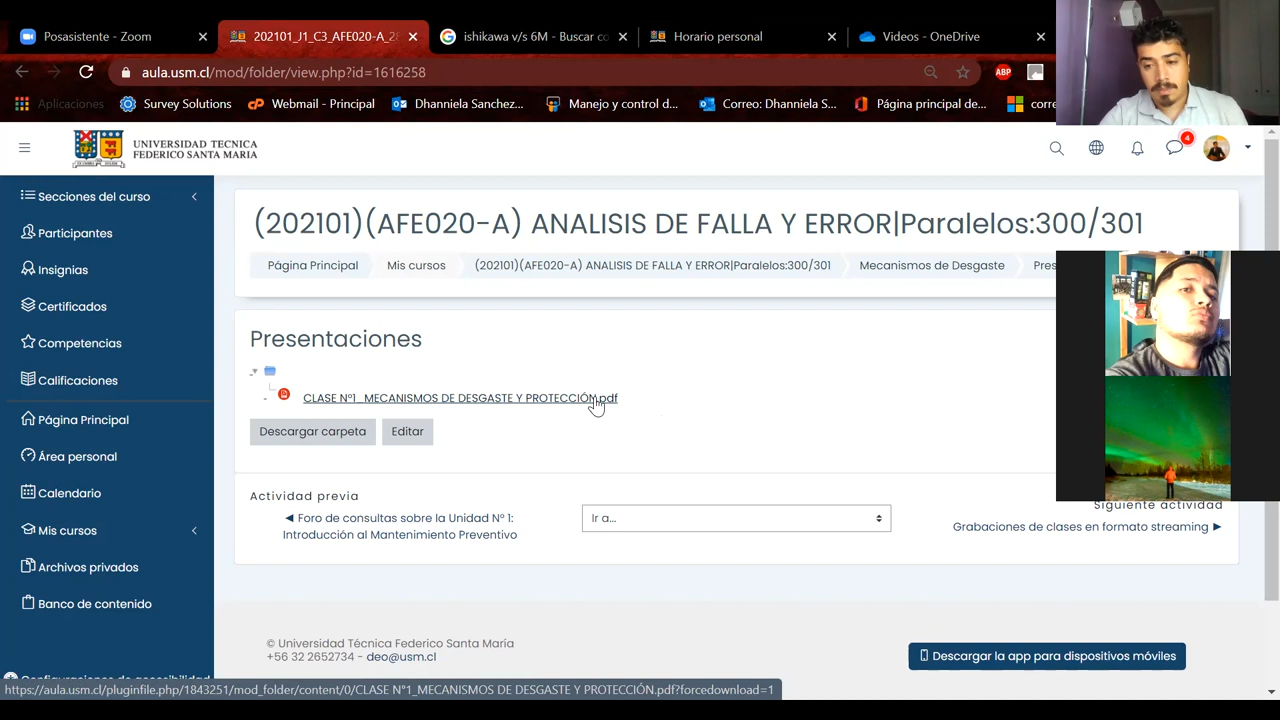 Posasistente - Zoom
202101_J1_C3_AFE020-A_28
ishikawa v/s 6M - Buscar co
Horario personal
Videos - OneDrive
aula.usm.cl/mod/folder/view.php?id=1616258
ABP
Aplicaciones
Survey Solutions
Webmail - Principal
Dhanniela Sanchez...
Manejo y control d...
Correo: Dhanniela S...
Página principal de...
corre
UNIVERSIDAD TECNICA
FEDERICO SANTA MARIA
4
Secciones del curso
Participantes
Insignias
Certificados
Competencias
Calificaciones
Página Principal
Área personal
Calendario
Mis cursos
Archivos privados
Banco de contenido
(202101)(AFE020-A) ANALISIS DE FALLA Y ERROR|Paralelos:300/301
Página Principal
Mis cursos
(202101)(AFE020-A) ANALISIS DE FALLA Y ERROR|Paralelos:300/301
Mecanismos de Desgaste
Pres
Presentaciones
CLASE Nº1_ MECANISMOS DE DESGASTE Y PROTECCIÓN.pdf
Descargar carpeta
Editar
Actividad previa
◀ Foro de consultas sobre la Unidad Nº 1:
Introducción al Mantenimiento Preventivo
Ir a...
Siguiente actividad
Grabaciones de clases en formato streaming ▶
© Universidad Técnica Federico Santa María
+56 32 2652734 - deo@usm.cl
Descargar la app para dispositivos móviles
https://aula.usm.cl/pluginfile.php/1843251/mod_folder/content/0/CLASE N°1_MECANISMOS DE DESGASTE Y PROTECCIÓN.pdf?forcedownload=1